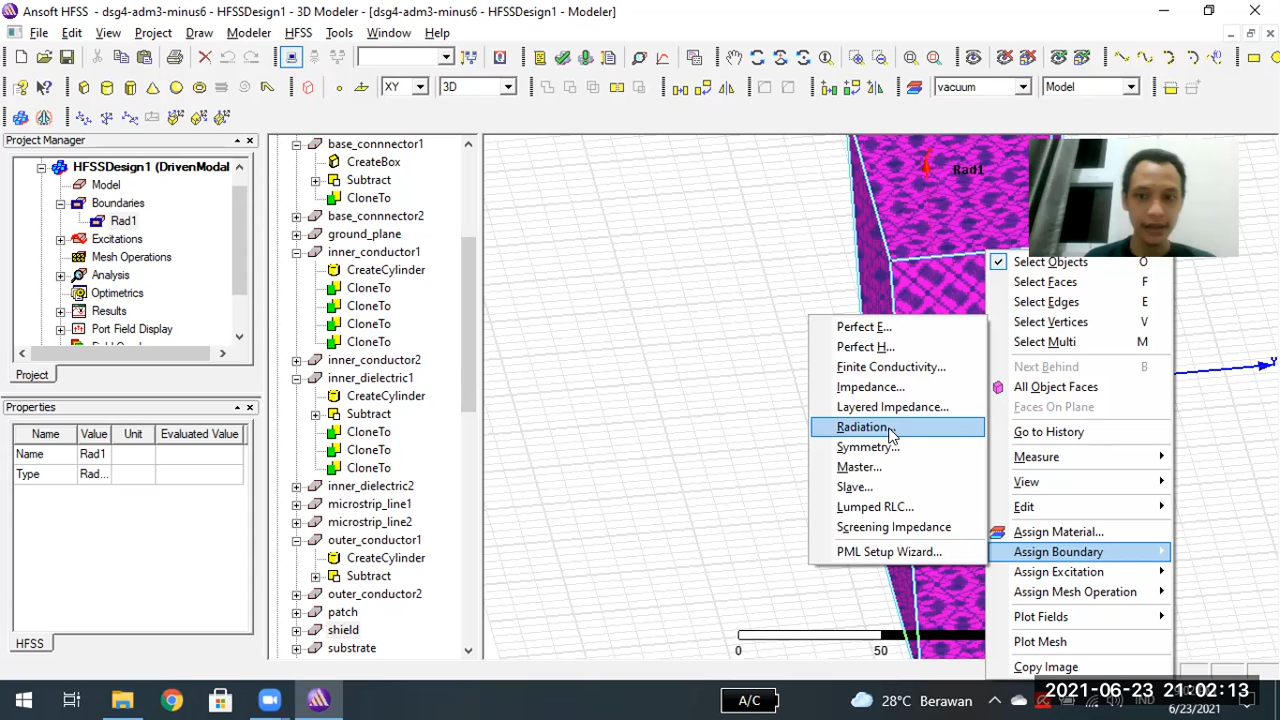 Ansoft HFSS - dsg4-adm3-minus6 - HFSSDesign1 - 3D Modeler - [dsg4-adm3-minus6 - HFSSDesign1 - Modeler]
File Edit View Project Draw Modeler HFSS Tools Window Help
XY 3D vacuum Model
Project Manager
HFSSDesign1 (DrivenModal
Model
Boundaries
Rad1
Excitations
Mesh Operations
Analysis
Optimetrics
Results
Port Field Display
Project
Properties
Name Value Unit Evaluated Value
Name Rad1
Type Rad...
HFSS
base_connnector1
CreateBox
Subtract
CloneTo
base_connnector2
ground_plane
inner_conductor1
CreateCylinder
CloneTo
CloneTo
CloneTo
CloneTo
inner_conductor2
inner_dielectric1
CreateCylinder
Subtract
CloneTo
CloneTo
CloneTo
inner_dielectric2
microstrip_line1
microstrip_line2
outer_conductor1
CreateCylinder
Subtract
outer_conductor2
patch
shield
substrate
Rad1
Perfect E...
Perfect H...
Finite Conductivity...
Impedance...
Layered Impedance...
Radiation...
Symmetry...
Master...
Slave...
Lumped RLC...
Screening Impedance
PML Setup Wizard...
Select Objects O
Select Faces F
Select Edges E
Select Vertices V
Select Multi M
Next Behind B
All Object Faces
Faces On Plane
Go to History
Measure
View
Edit
Assign Material...
Assign Boundary
Assign Excitation
Assign Mesh Operation
Plot Fields
Plot Mesh
Copy Image
0 50
A/C
28°C Berawan
IND
2021-06-23 21:02:13
6/23/2021